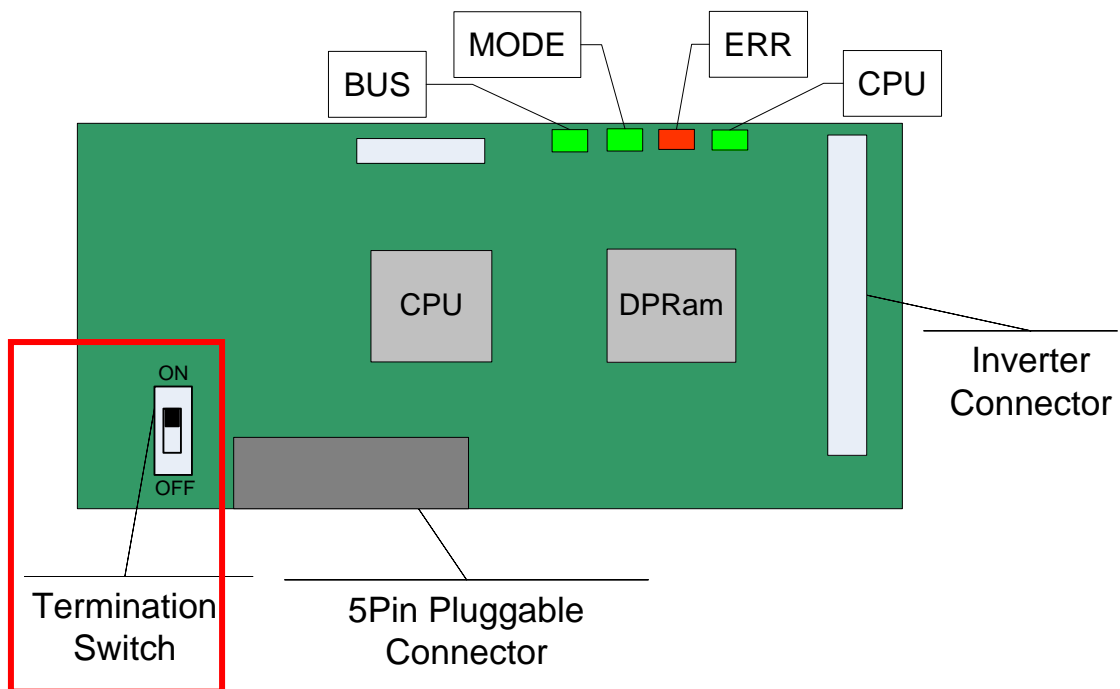 MODE
ERR
BUS
CPU
CPU
DPRam
Inverter
Connector
ON
OFF
Termination
Switch
5Pin Pluggable
Connector